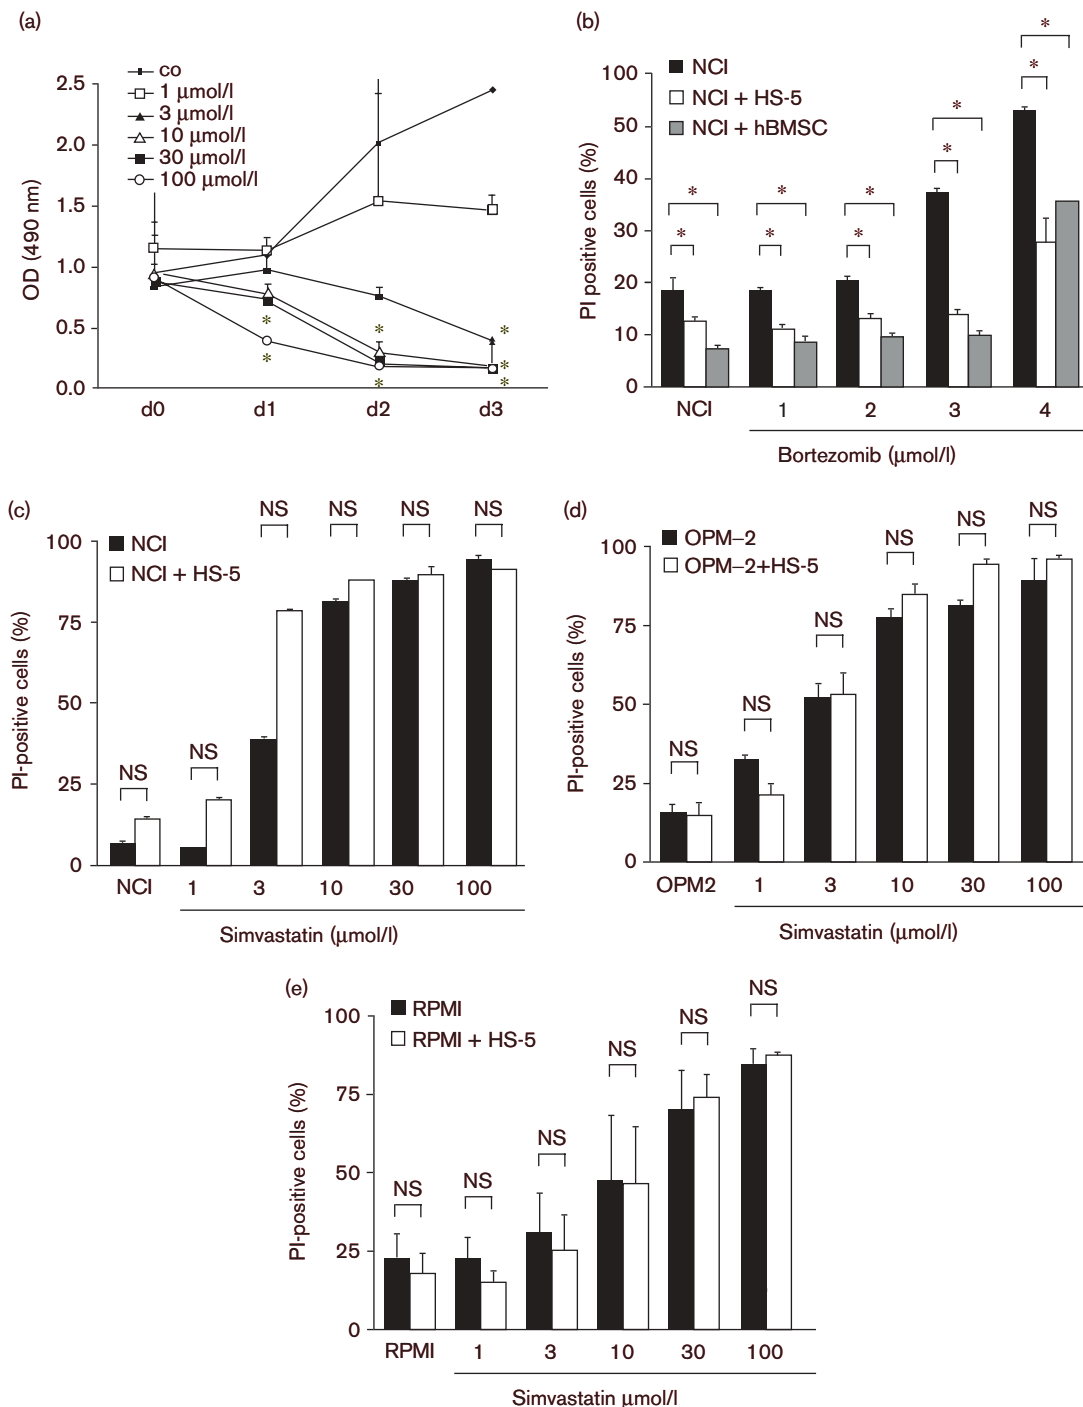 (a)
co
1 μmol/l
3 μmol/l
10 μmol/l
30 μmol/l
100 μmol/l
OD (490 nm)
2.5
2.0
1.5
1.0
0.5
0.0
* * * * * * *
d0 d1 d2 d3
(b)
NCI
NCI + HS-5
NCI + hBMSC
PI positive cells (%)
100
50
40
30
20
10
0
* * * * * * * * * *
NCI 1 2 3 4
Bortezomib (μmol/l)
(c)
NCI
NCI + HS-5
PI-positive cells (%)
100
75
50
25
0
NS NS NS NS NS NS
NCI 1 3 10 30 100
Simvastatin (μmol/l)
(d)
OPM–2
OPM–2+HS-5
PI-positive cells (%)
100
75
50
25
0
NS NS NS NS NS NS
OPM2 1 3 10 30 100
Simvastatin (μmol/l)
(e)
RPMI
RPMI + HS-5
PI-positive cells (%)
100
75
50
25
0
NS NS NS NS NS NS
RPMI 1 3 10 30 100
Simvastatin μmol/l